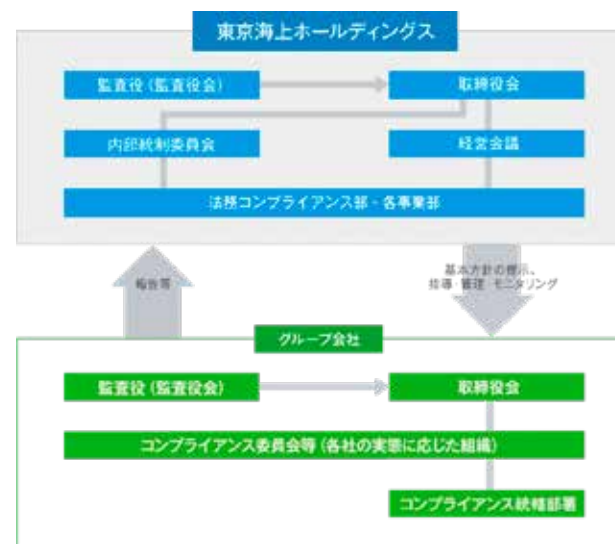 東京海上ホールディングス
監査役（監査役会）
取締役会
内部統制委員会
経営会議
法務コンプライアンス部・各事業部
報告等
基本方針の提示、
指導・管理・モニタリング
グループ会社
監査役（監査役会）
取締役会
コンプライアンス委員会等（各社の実態に応じた組織）
コンプライアンス統轄部署